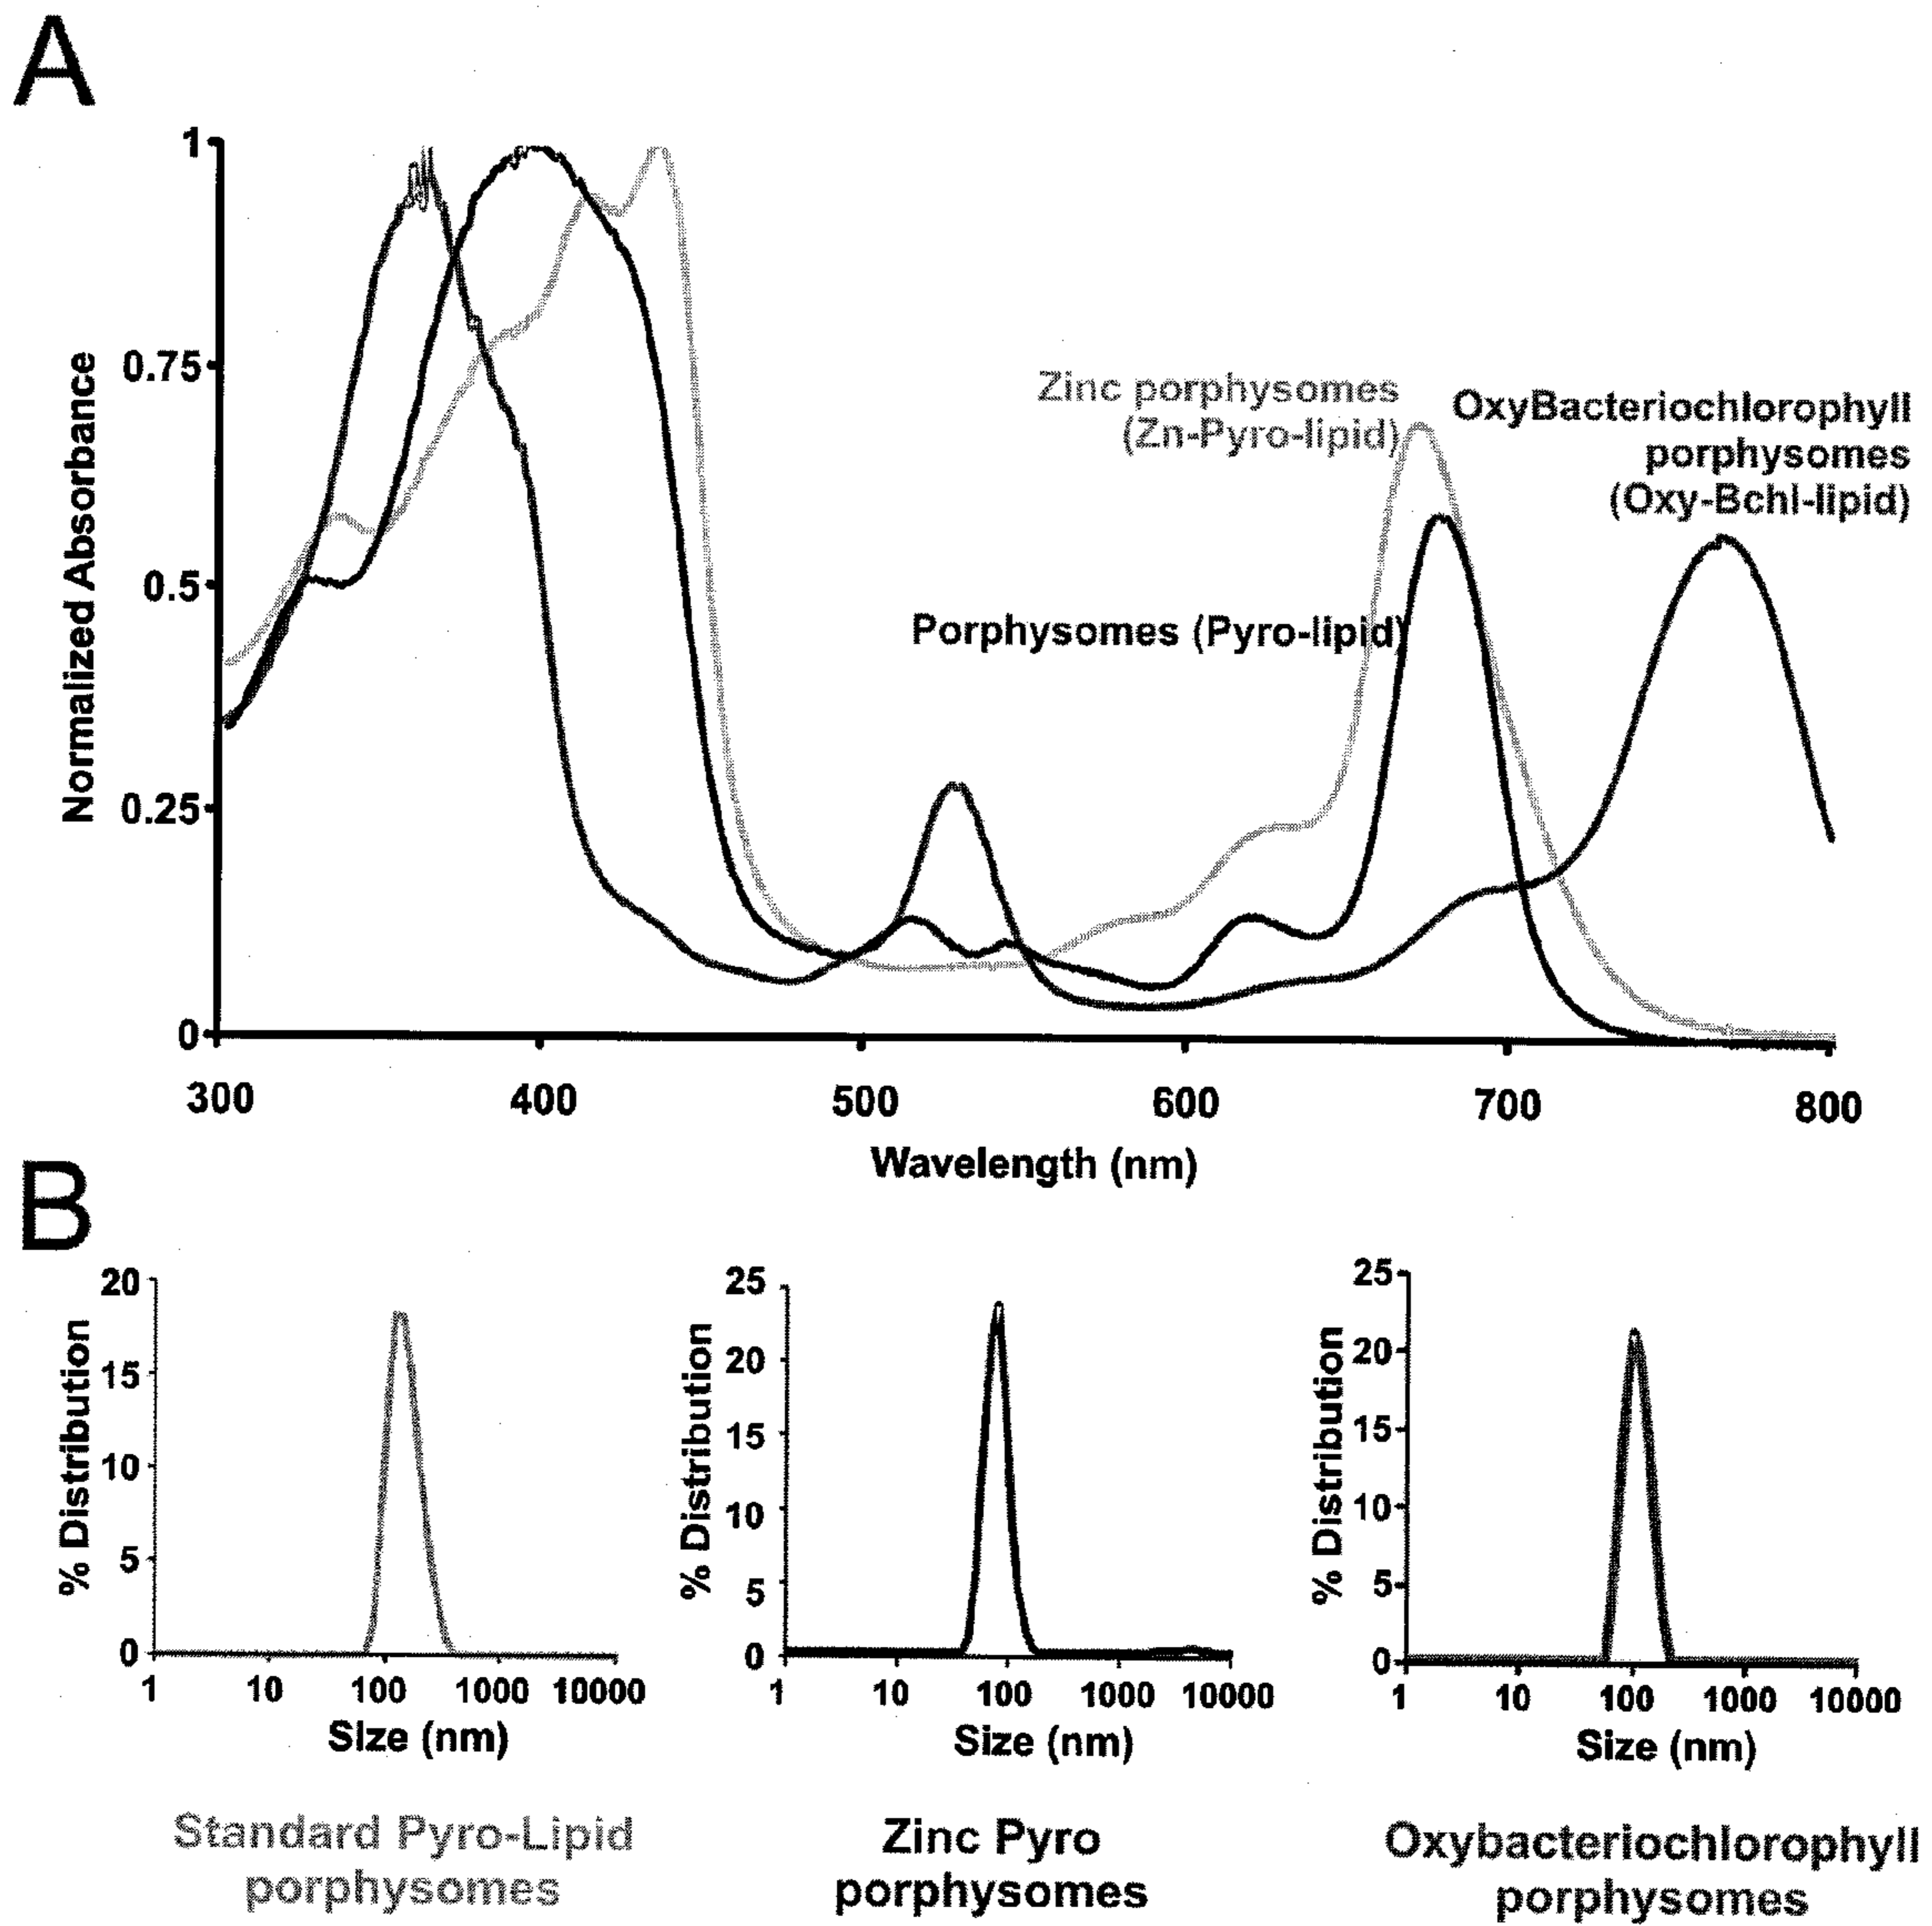 A
1
0.75
0.5
0.25
0
Normalized Absorbance
Zinc porphysomes
(Zn-Pyro-lipid)
OxyBacteriochlorophyll
porphysomes
(Oxy-Bchl-lipid)
Porphysomes (Pyro-lipid)
300 400 500 600 700 800
Wavelength (nm)
B
20
15
10
5
0
% Distribution
1 10 100 1000 10000
Size (nm)
Standard Pyro-Lipid
porphysomes
25
20
15
10
5
0
% Distribution
1 10 100 1000 10000
Size (nm)
Zinc Pyro
porphysomes
25
20
15
10
5
0
% Distribution
1 10 100 1000 10000
Size (nm)
Oxybacteriochlorophyll
porphysomes